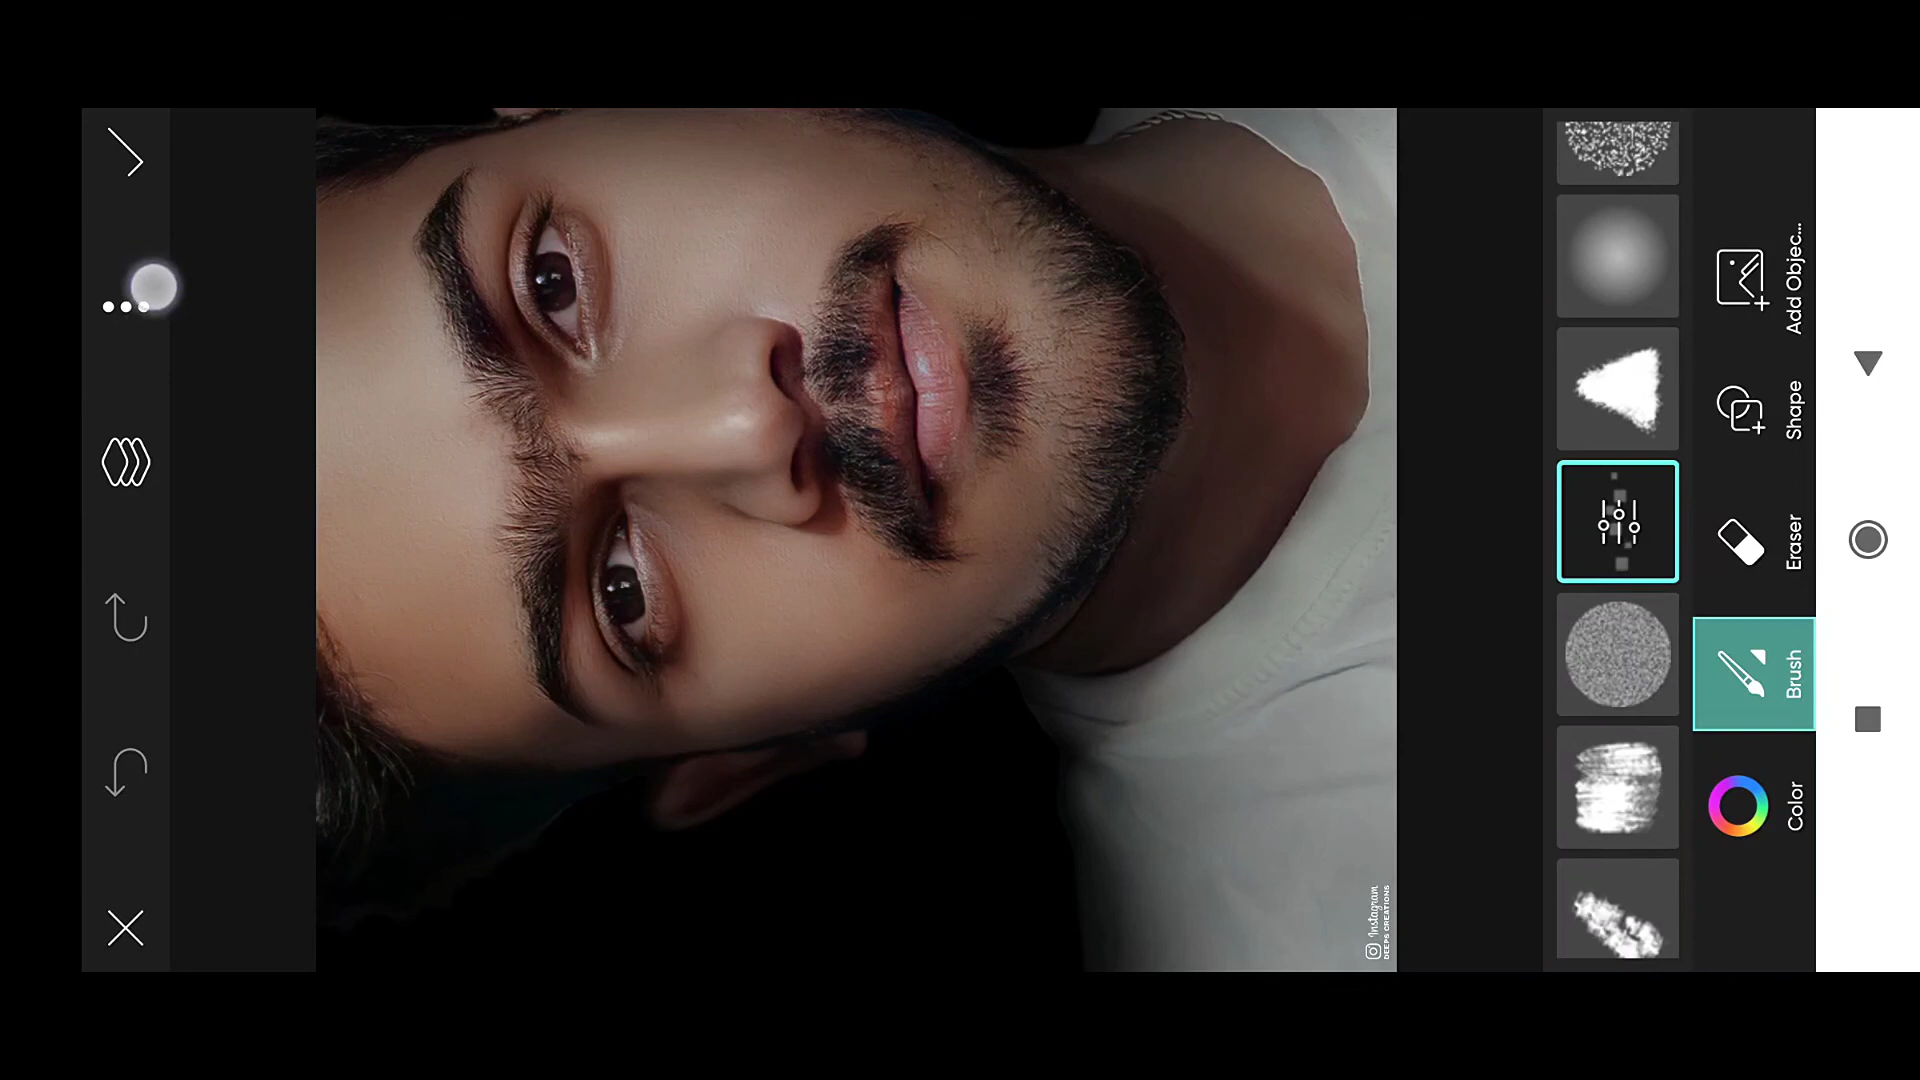 Add Objec...
Shape
Eraser
Brush
Color
Instagram
DEEPS CREATIONS